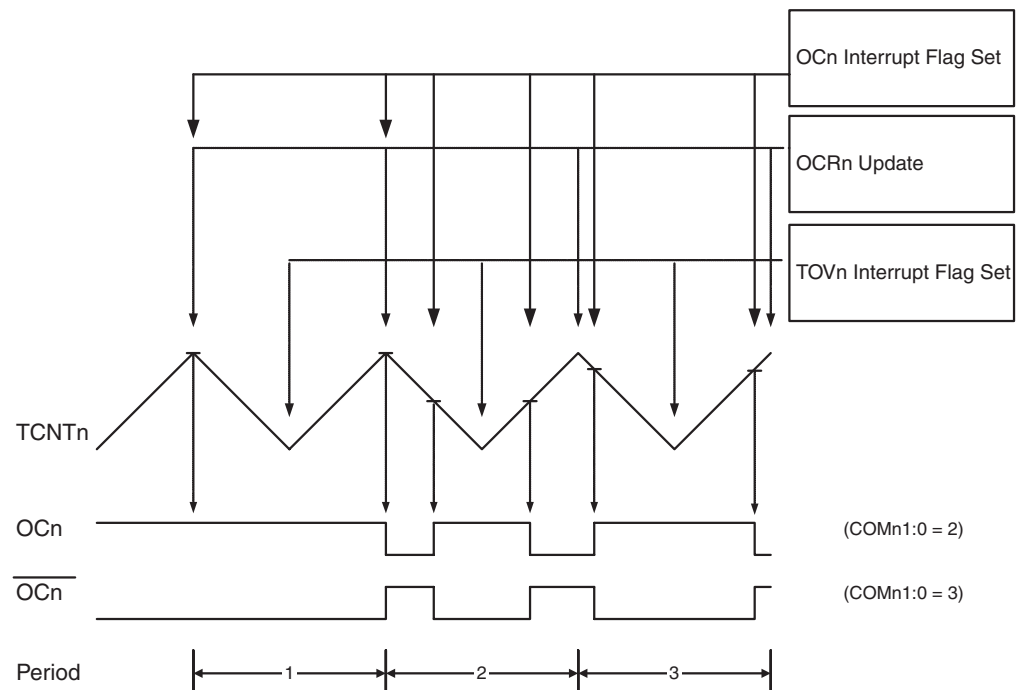 OCn Interrupt Flag Set
OCRn Update
TOVn Interrupt Flag Set
TCNTn
OCn
(COMn1:0 = 2)
OCn
(COMn1:0 = 3)
Period
1
2
3